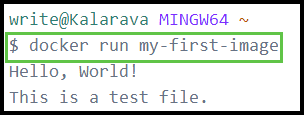 write@Kalarava MINGW64 ~
$ docker run my-first-image
Hello, World!
This is a test file.